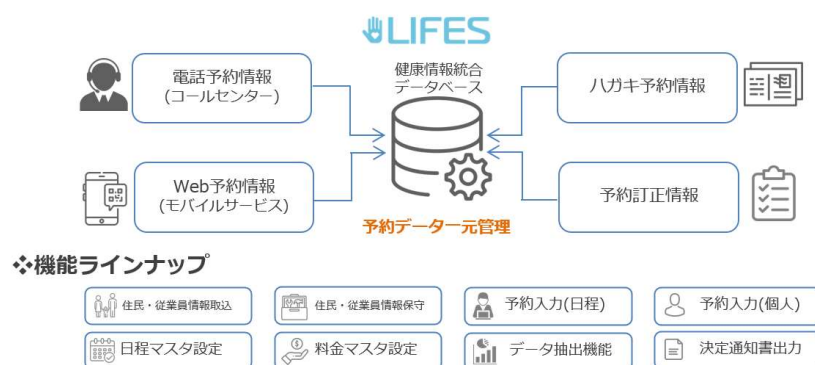 LIFES
電話予約情報
(コールセンター)
健康情報統合
データベース
ハガキ予約情報
Web予約情報
(モバイルサービス)
予約訂正情報
予約データ一元管理
❖機能ラインナップ
住民・従業員情報取込
住民・従業員情報保守
予約入力(日程)
予約入力(個人)
日程マスタ設定
料金マスタ設定
データ抽出機能
決定通知書出力